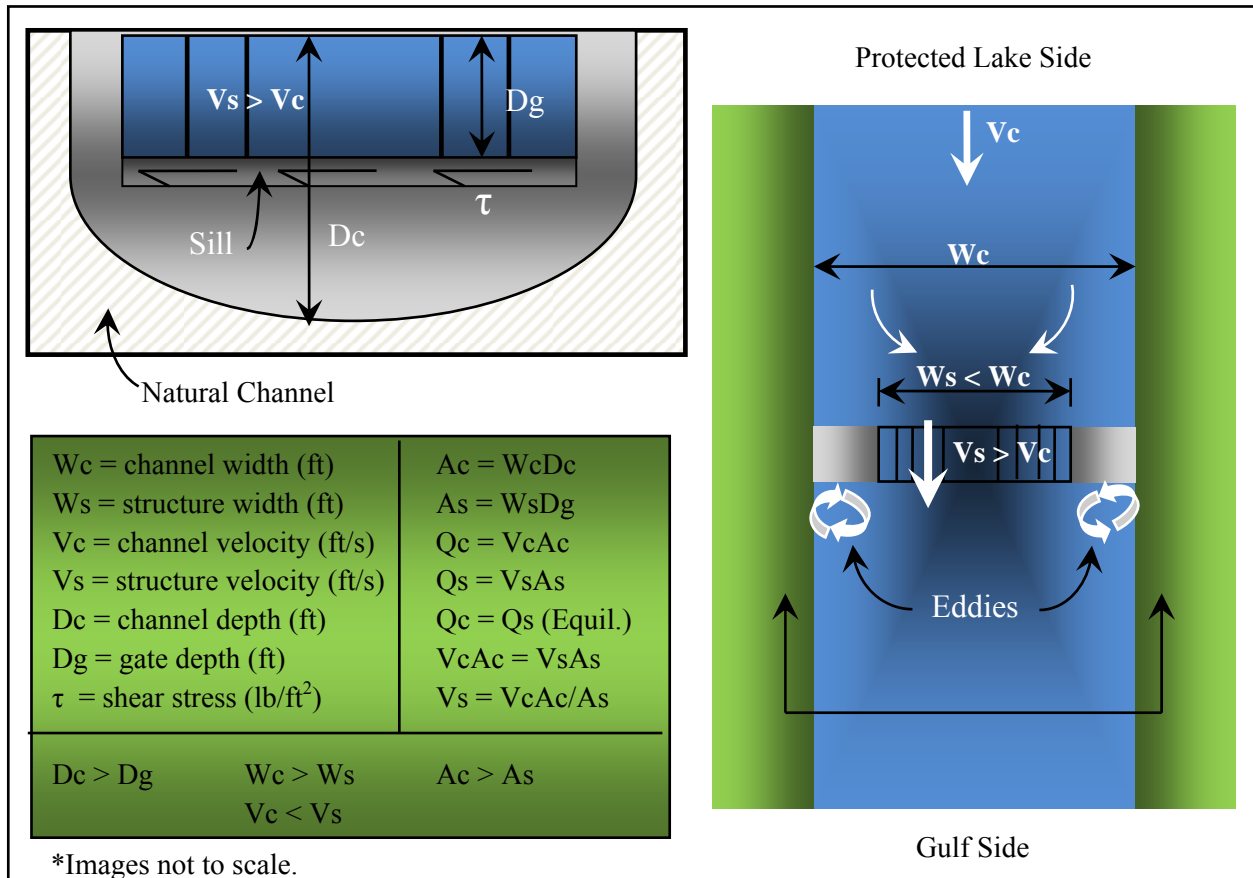 Vs > Vc
Dg
τ
Sill
Dc
Natural Channel
Wc = channel width (ft)
Ws = structure width (ft)
Vc = channel velocity (ft/s)
Vs = structure velocity (ft/s)
Dc = channel depth (ft)
Dg = gate depth (ft)
τ = shear stress (lb/ft²)
Ac = WcDc
As = WsDg
Qc = VcAc
Qs = VsAs
Qc = Qs (Equil.)
VcAc = VsAs
Vs = VcAc/As
Dc > Dg Wc > Ws Ac > As
Vc < Vs
*Images not to scale.
Protected Lake Side
Vc
Wc
Ws < Wc
Vs > Vc
Eddies
Gulf Side